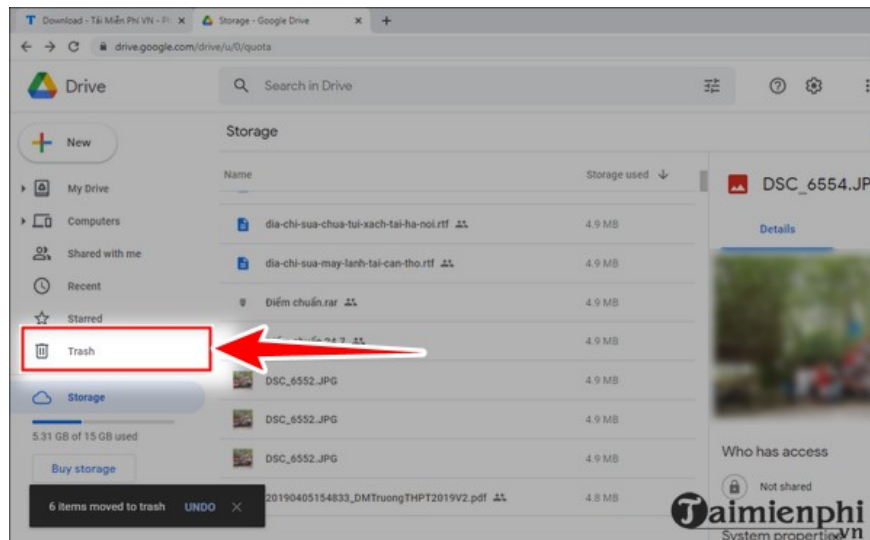 Download - Tải Miễn Phí VN - Ph
Storage - Google Drive
drive.google.com/drive/u/0/quota
Drive
Search in Drive
New
Storage
Name
Storage used
DSC_6554.JP
My Drive
Details
Computers
dia-chi-sua-chua-tui-xach-tai-ha-noi.rtf
4.9 MB
Shared with me
dia-chi-sua-may-lanh-tai-can-tho.rtf
4.9 MB
Recent
Điểm chuẩn.rar
4.9 MB
Starred
4.9 MB
Trash
DSC_6552.JPG
4.9 MB
Storage
DSC_6552.JPG
4.9 MB
5.31 GB of 15 GB used
DSC_6552.JPG
4.9 MB
Who has access
Buy storage
Not shared
6 items moved to trash UNDO
20190405154833_DMTruongTHPT2019V2.pdf
4.8 MB
Taimienphi
.vn
System properties